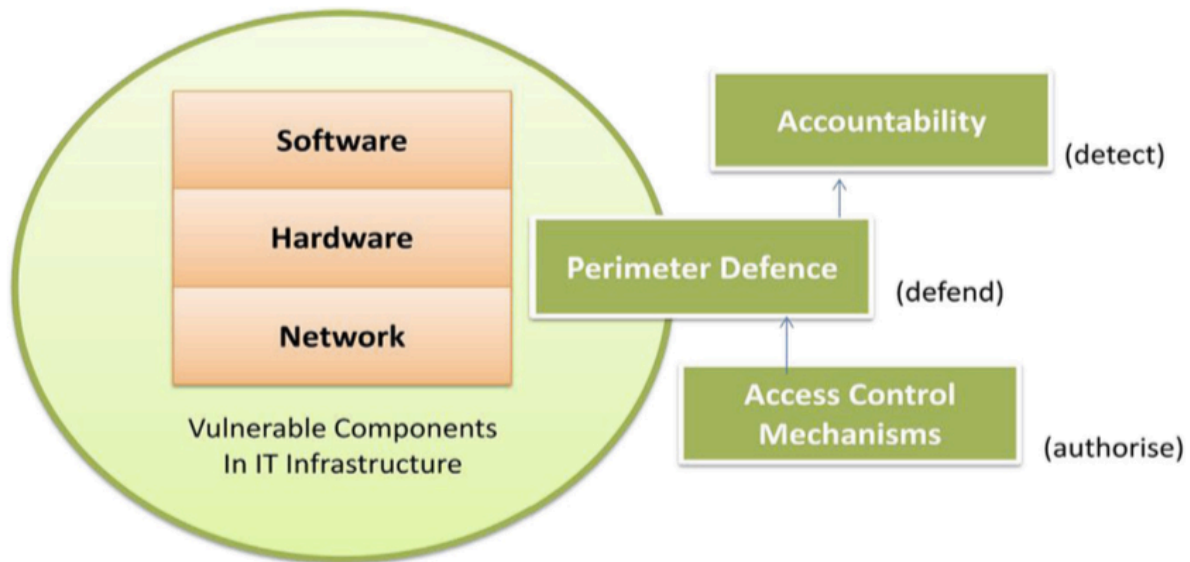 Software
Hardware
Network
Vulnerable Components
In IT Infrastructure
Accountability
(detect)
Perimeter Defence
(defend)
Access Control
Mechanisms
(authorise)